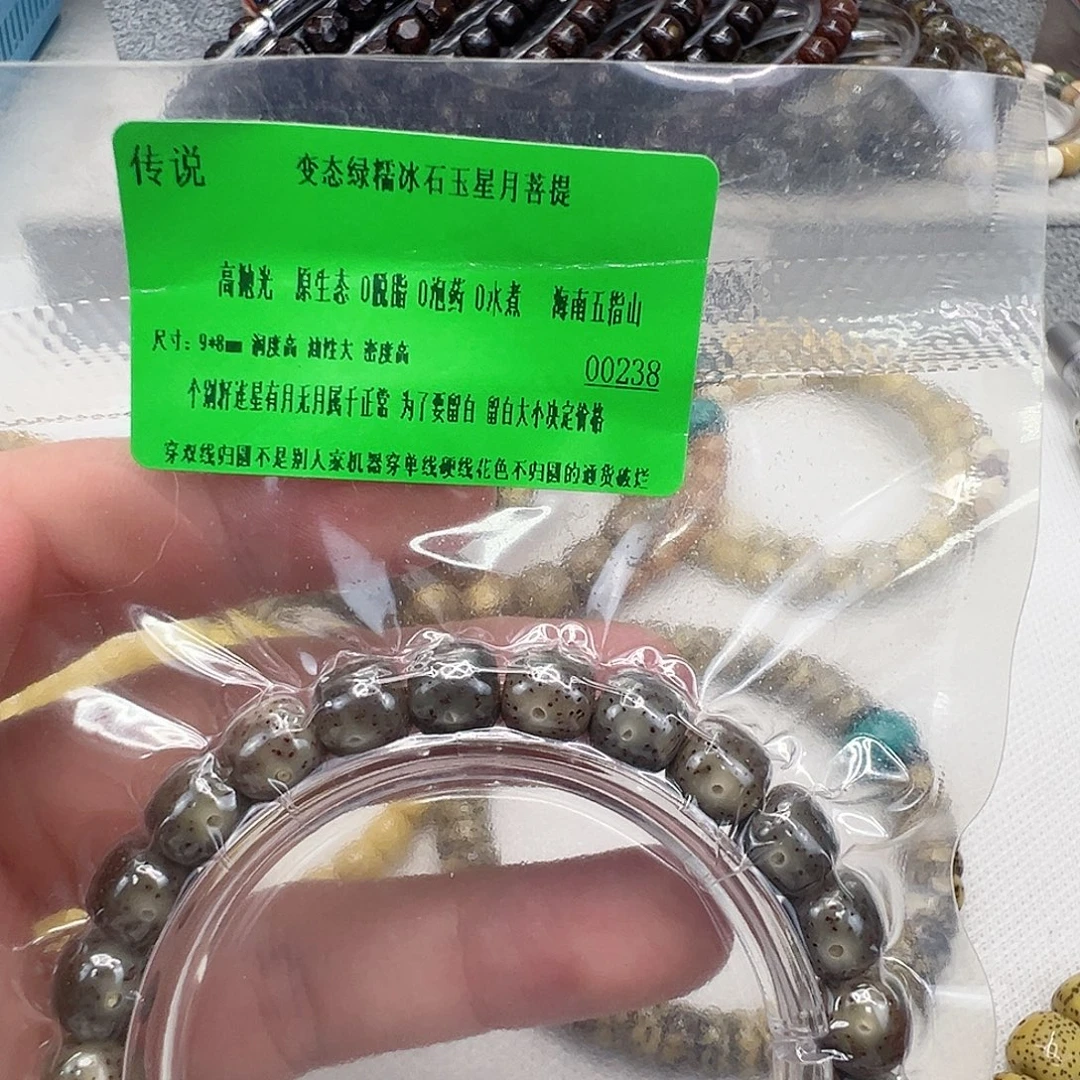 传说 变态绿糯冰石玉星月菩提
高抛光 原生态 0脱脂 0泡药 0水煮 海南五指山
尺寸：9*8mm 润度高 油性大 密度高
00238
个别籽连星有月无月属于正常 为了要留白 留白大小决定价格
穿双线归圆不是别人家机器穿单线硬线花色不归圆的通货破烂